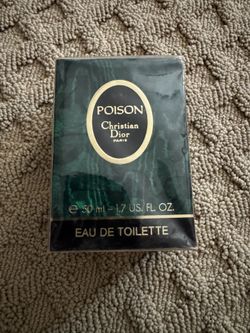 POISON
Christian
Dior
PARIS
e 50 ml - 1.7 US. FL. OZ.
EAU DE TOILETTE